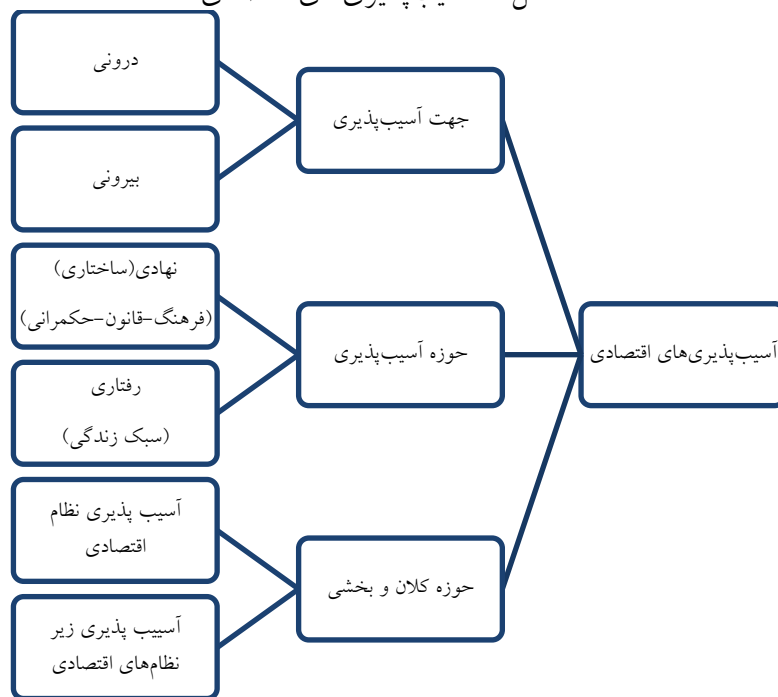 آسیب‌پذیری‌های اقتصادی
جهت آسیب‌پذیری
درونی
بیرونی
حوزه آسیب‌پذیری
نهادی(ساختاری)
(فرهنگ-قانون-حکمرانی)
رفتاری
(سبک زندگی)
حوزه کلان و بخشی
آسیب پذیری نظام
اقتصادی
آسییب پذیری زیر
نظام‌های اقتصادی